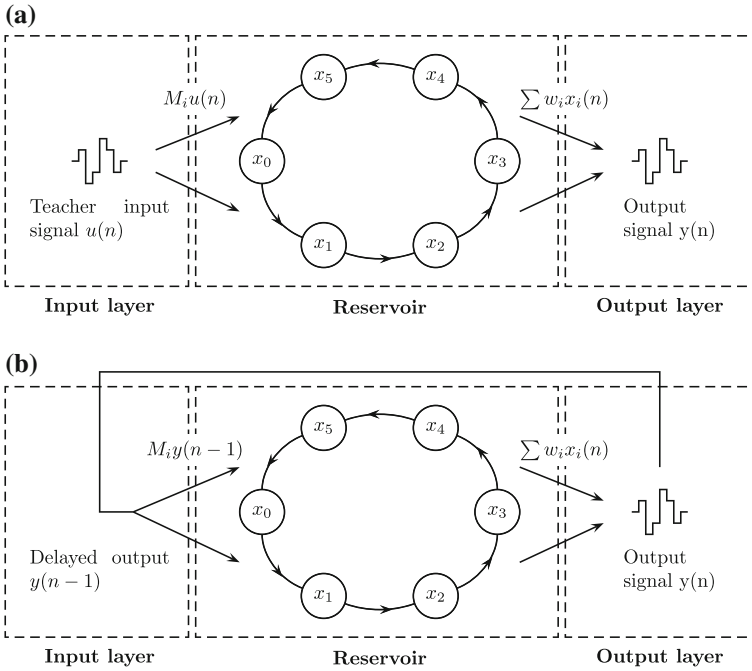 (a)
M_i u(n)
∑ w_i x_i(n)
x_5
x_4
x_0
x_3
x_1
x_2
Teacher input
signal u(n)
Output
signal y(n)
Input layer
Reservoir
Output layer
(b)
M_i y(n − 1)
∑ w_i x_i(n)
x_5
x_4
x_0
x_3
x_1
x_2
Delayed output
y(n − 1)
Output
signal y(n)
Input layer
Reservoir
Output layer